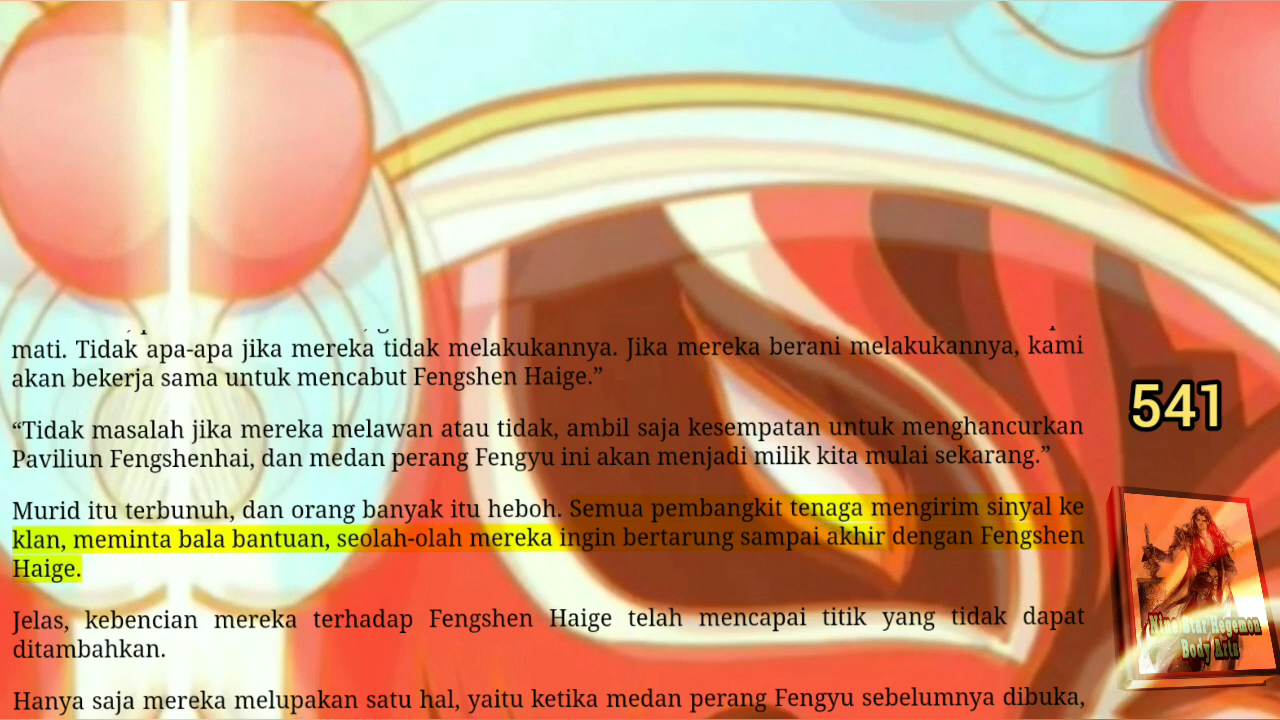 mati. Tidak apa-apa jika mereka tidak melakukannya. Jika mereka berani melakukannya, kami
akan bekerja sama untuk mencabut Fengshen Haige.”
“Tidak masalah jika mereka melawan atau tidak, ambil saja kesempatan untuk menghancurkan
Paviliun Fengshenhai, dan medan perang Fengyu ini akan menjadi milik kita mulai sekarang.”
Murid itu terbunuh, dan orang banyak itu heboh. Semua pembangkit tenaga mengirim sinyal ke
klan, meminta bala bantuan, seolah-olah mereka ingin bertarung sampai akhir dengan Fengshen
Haige.
Jelas, kebencian mereka terhadap Fengshen Haige telah mencapai titik yang tidak dapat
ditambahkan.
Hanya saja mereka melupakan satu hal, yaitu ketika medan perang Fengyu sebelumnya dibuka,
541
Nine Star Hegemon
Body Arts